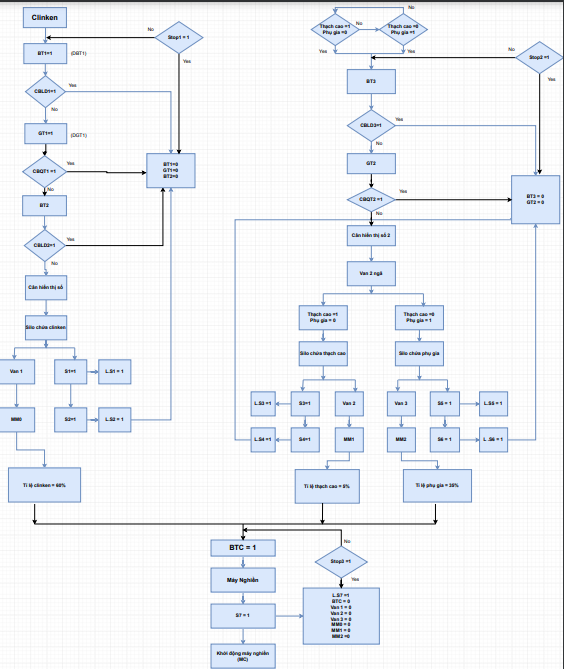 Clinken
No
Stop1 = 1
Yes
BT1=1
(DBT1)
CBLD1=1
Yes
No
GT1=1
(DGT1)
CBQT1 =1
Yes
No
BT1=0
GT1=0
BT2=0
BT2
CBLD2=1
Yes
No
Cân hiển thị số
Silo chứa clinken
Van 1
S1=1
L.S1 = 1
MM0
S2=1
L.S2 = 1
Tỉ lệ clinken = 60%
No
Thạch cao =1
Phụ gia =0
No
Thạch cao =0
Phụ gia =1
Yes
Yes
No
Stop2 =1
Yes
BT3
CBLD3=1
Yes
No
GT2
CBQT2 =1
Yes
No
BT3 = 0
GT2 = 0
Cân hiển thị số 2
Van 2 ngã
Thạch cao =1
Phụ gia = 0
Thạch cao =0
Phụ gia = 1
Silo chứa thạch cao
Silo chứa phụ gia
L.S3 =1
S3=1
Van 2
Van 3
S5 = 1
L.S5 = 1
L.S4 =1
S4=1
MM1
MM2
S6 = 1
L .S6 = 1
Tỉ lệ thạch cao = 5%
Tỉ lệ phụ gia = 35%
No
BTC = 1
Stop3 =1
Yes
Máy Nghiền
S7 = 1
L.S7 =1
BTC = 0
Van 1 = 0
Van 2 = 0
Van 3 = 0
MM0 = 0
MM1 = 0
MM2 =0
Khởi động máy nghiền
(MC)